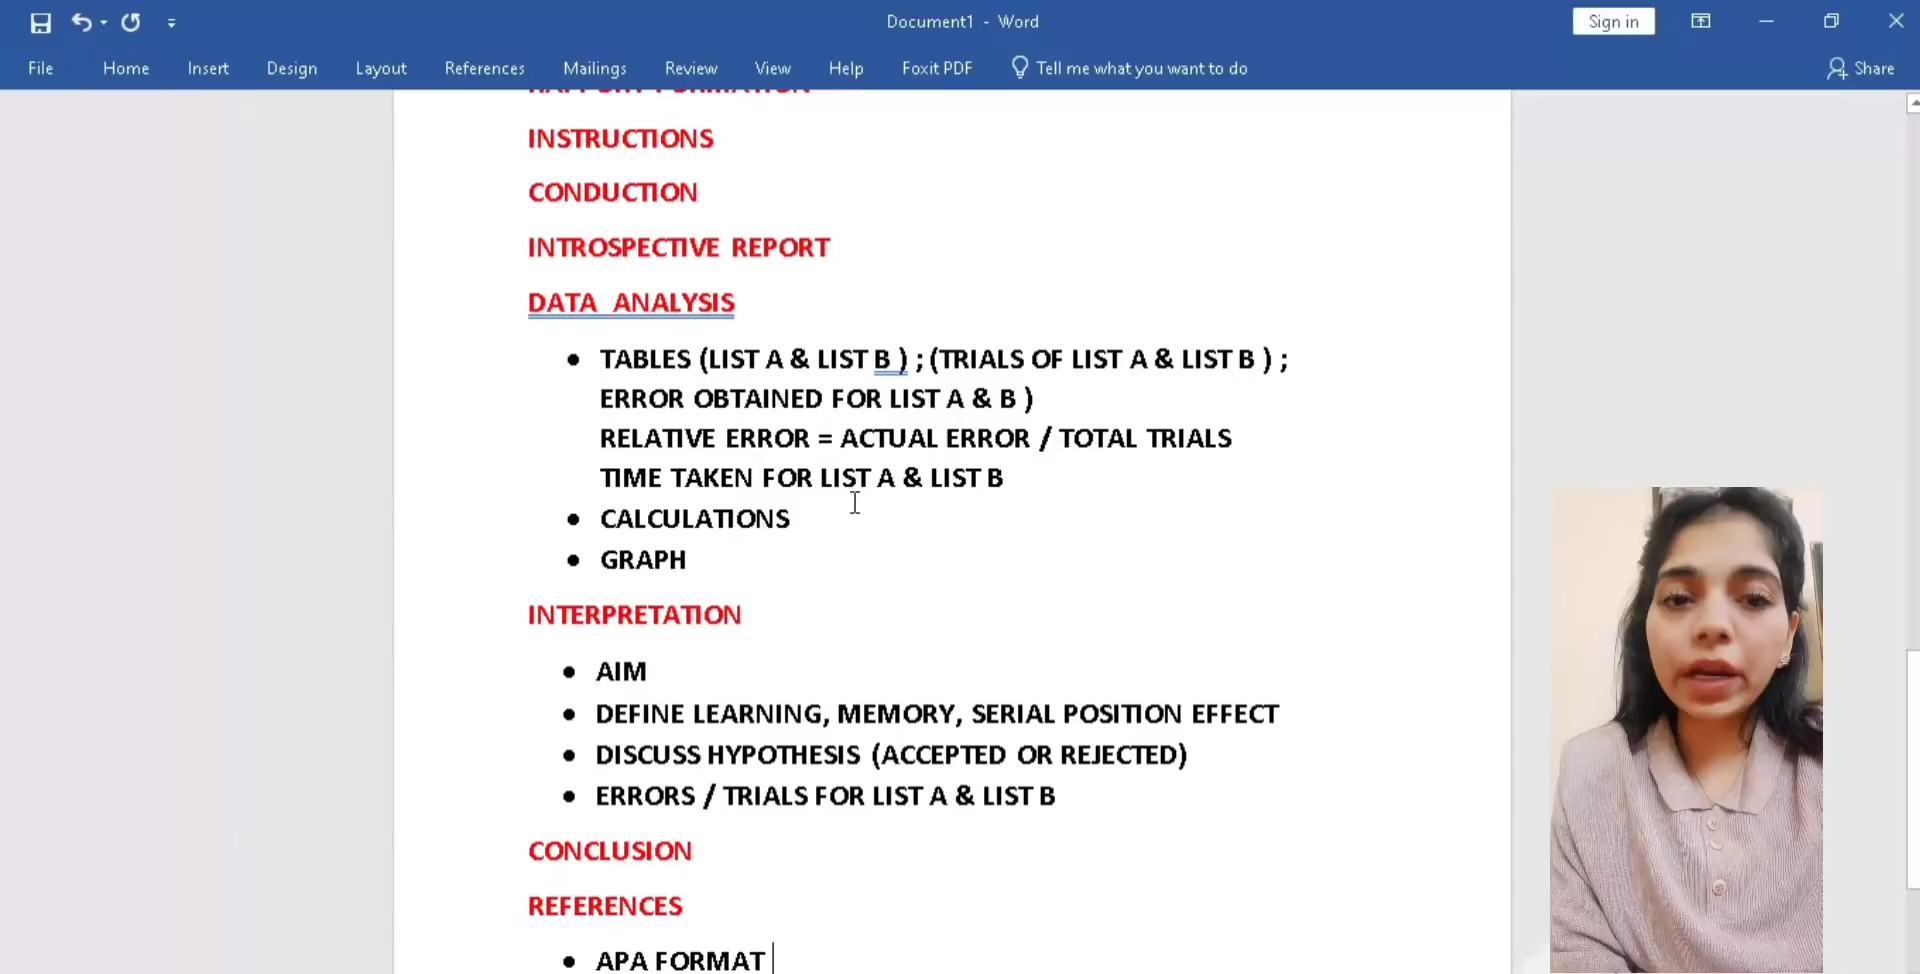 Document1 - Word
Sign in
File Home Insert Design Layout References Mailings Review View Help Foxit PDF Tell me what you want to do Share
RAPPORT FORMATION
INSTRUCTIONS
CONDUCTION
INTROSPECTIVE REPORT
DATA ANALYSIS
• TABLES (LIST A & LIST B ) ; (TRIALS OF LIST A & LIST B ) ;
ERROR OBTAINED FOR LIST A & B )
RELATIVE ERROR = ACTUAL ERROR / TOTAL TRIALS
TIME TAKEN FOR LIST A & LIST B
• CALCULATIONS
• GRAPH
INTERPRETATION
• AIM
• DEFINE LEARNING, MEMORY, SERIAL POSITION EFFECT
• DISCUSS HYPOTHESIS (ACCEPTED OR REJECTED)
• ERRORS / TRIALS FOR LIST A & LIST B
CONCLUSION
REFERENCES
• APA FORMAT